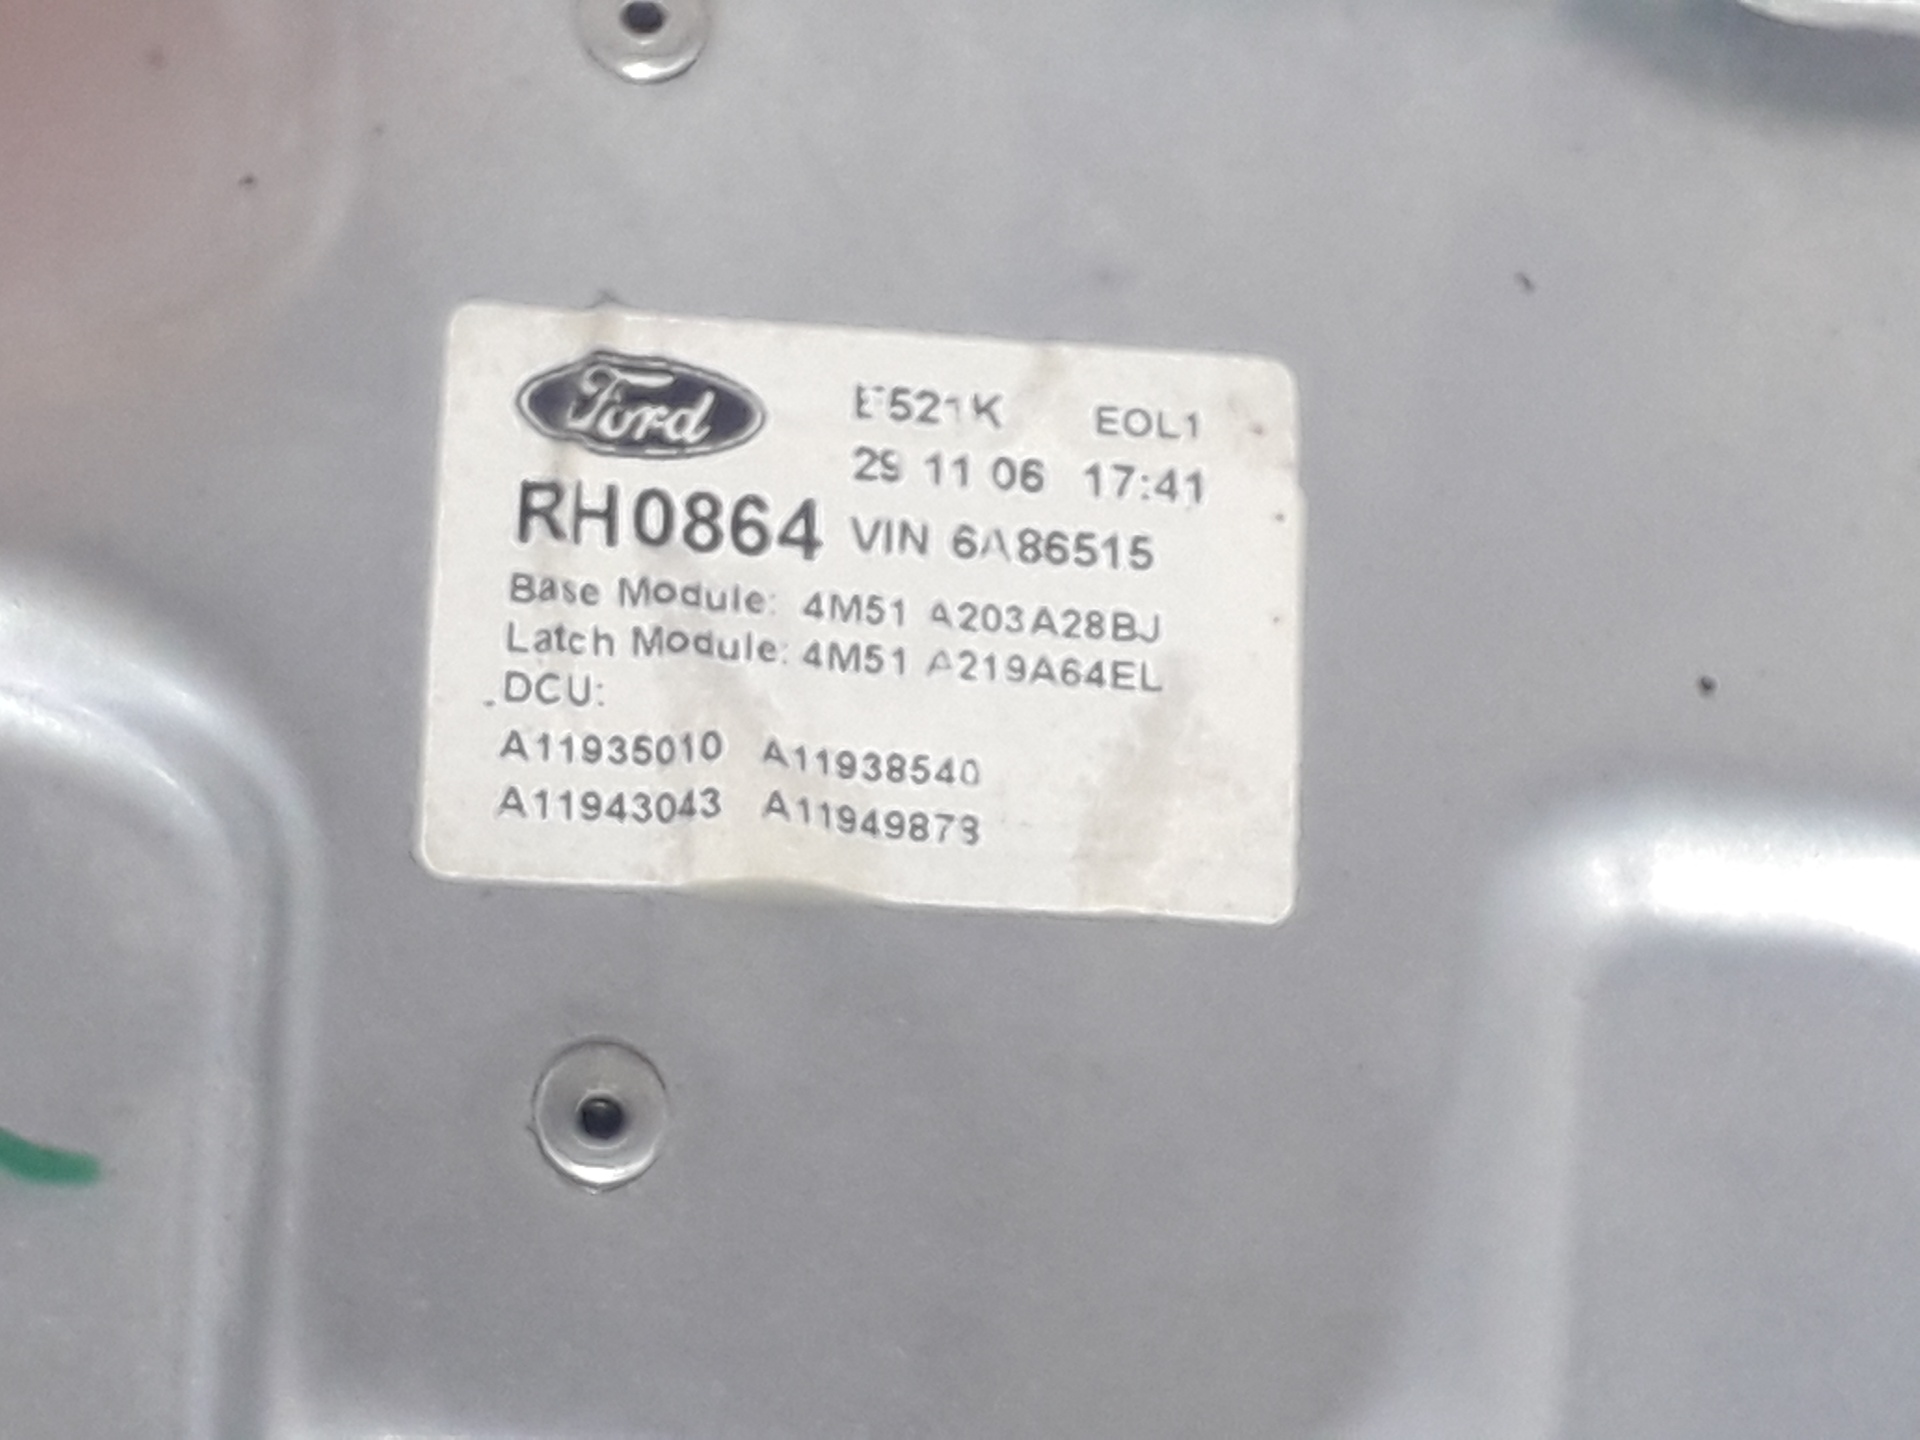 Ford
E521K EOL1
29 11 06 17:41
RH0864 VIN 6A86515
Base Module: 4M51 A203A28BJ
Latch Module: 4M51 A219A64EL
DCU:
A11935010 A11938540
A11943043 A11949873